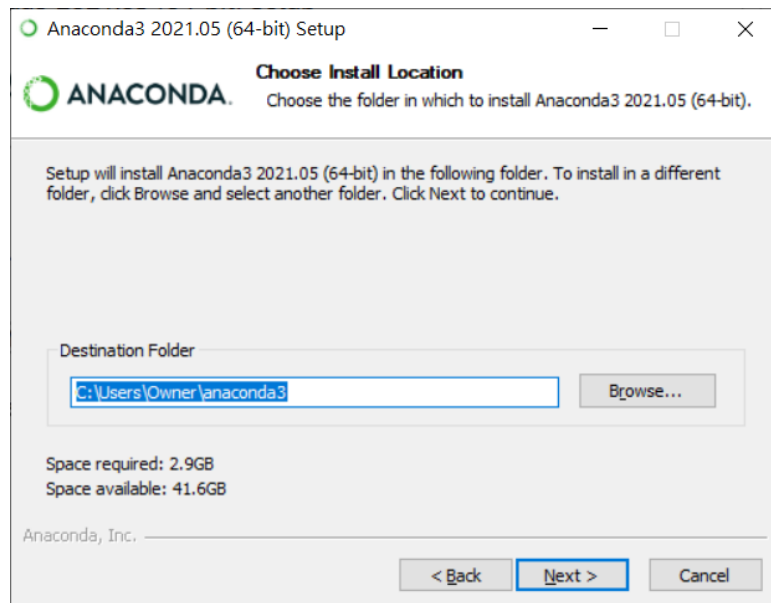 Anaconda3 2021.05 (64-bit) Setup
ANACONDA.
Choose Install Location
Choose the folder in which to install Anaconda3 2021.05 (64-bit).
Setup will install Anaconda3 2021.05 (64-bit) in the following folder. To install in a different
folder, click Browse and select another folder. Click Next to continue.
Destination Folder
C:\Users\Owner\anaconda3
Browse...
Space required: 2.9GB
Space available: 41.6GB
Anaconda, Inc.
< Back
Next >
Cancel